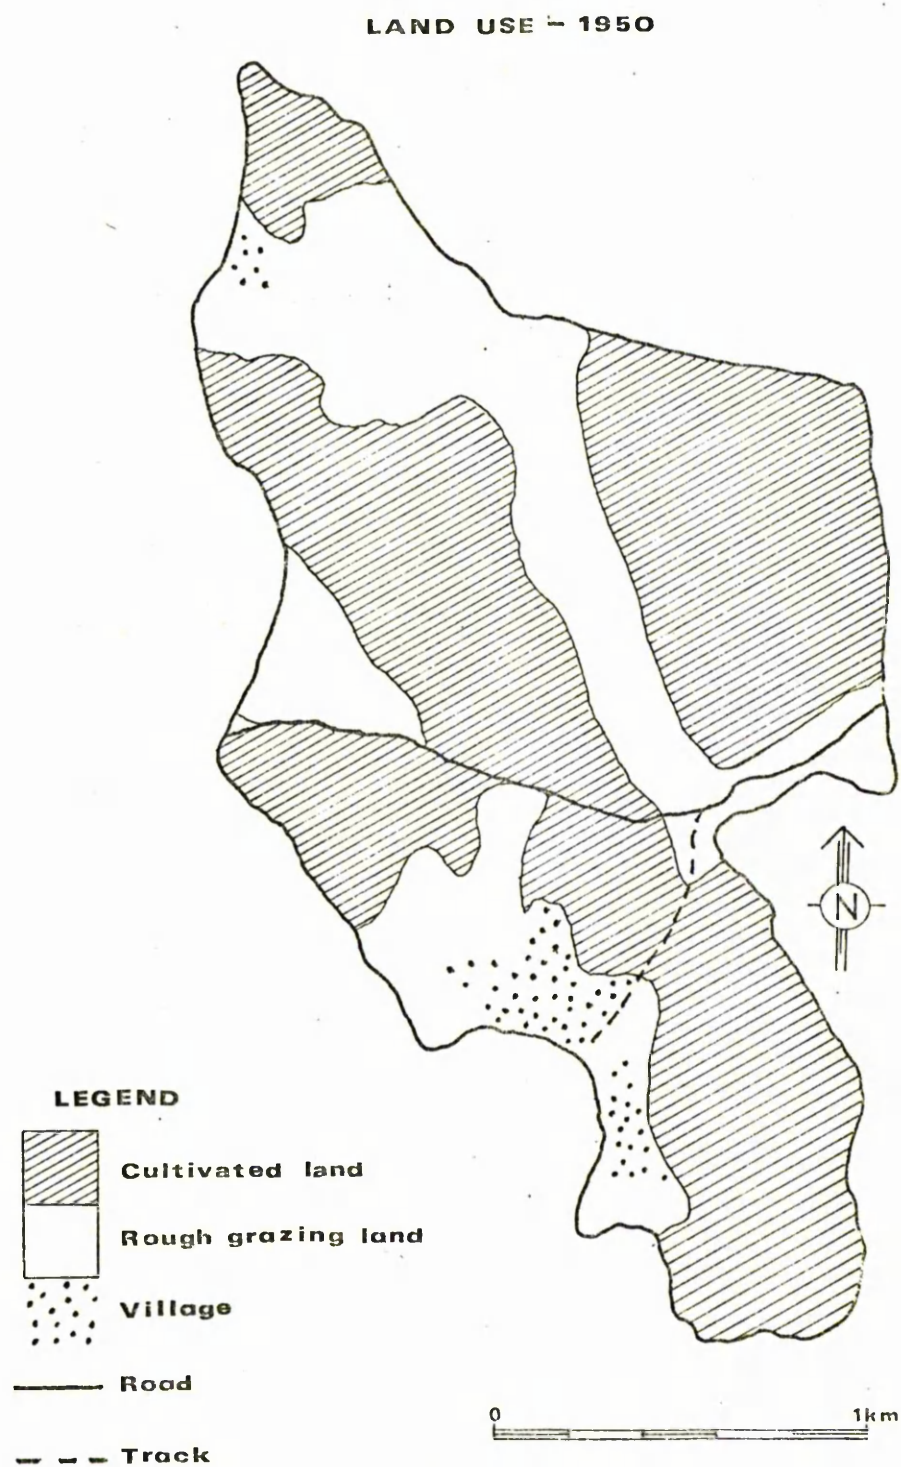 LAND USE - 1950
N
LEGEND
Cultivated land
Rough grazing land
Village
Road
Track
0 1km